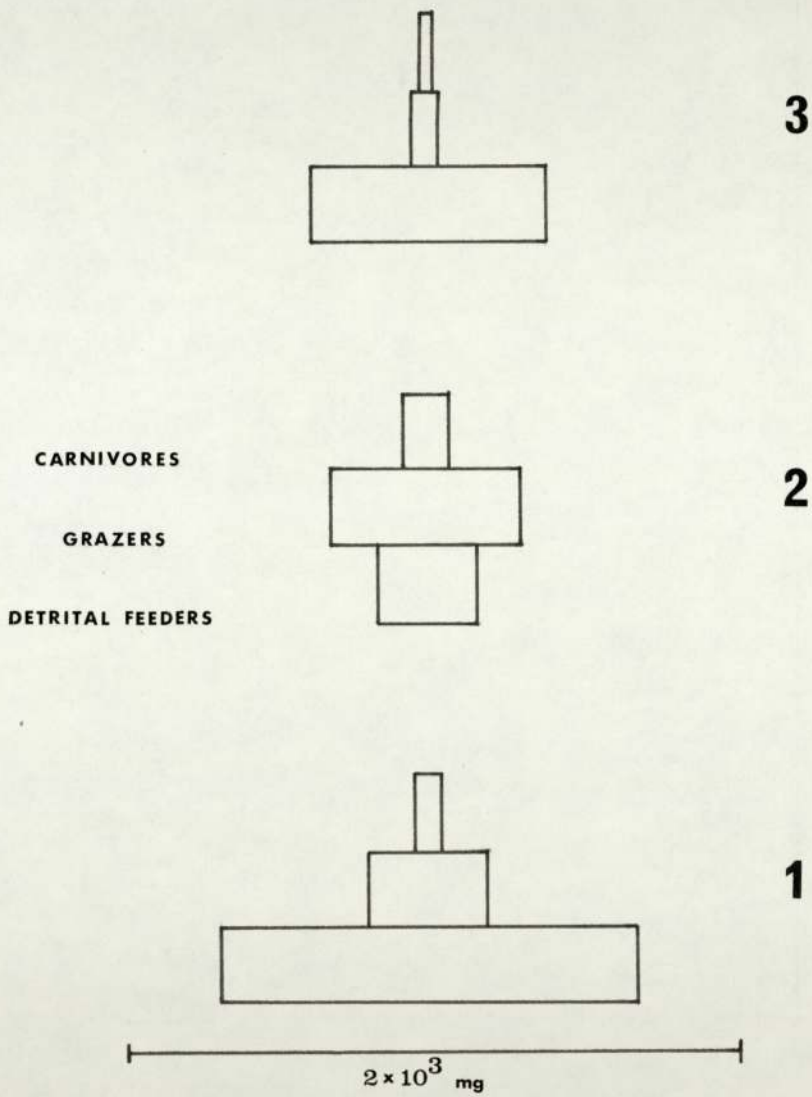 3
CARNIVORES
2
GRAZERS
DETRITAL FEEDERS
1
2 × 10³ mg